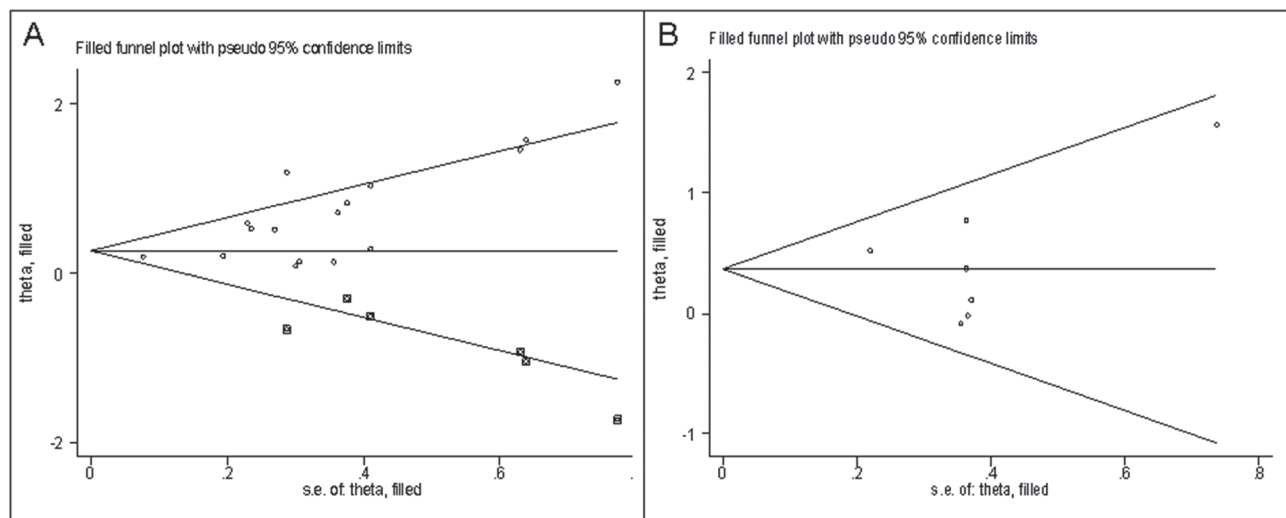 A
Filled funnel plot with pseudo 95% confidence limits
theta, filled
2
0
-2
0 .2 .4 .6 .
s.e. of: theta, filled
B
Filled funnel plot with pseudo 95% confidence limits
theta, filled
2
1
0
-1
0 .2 .4 .6 .8
s.e. of: theta, filled